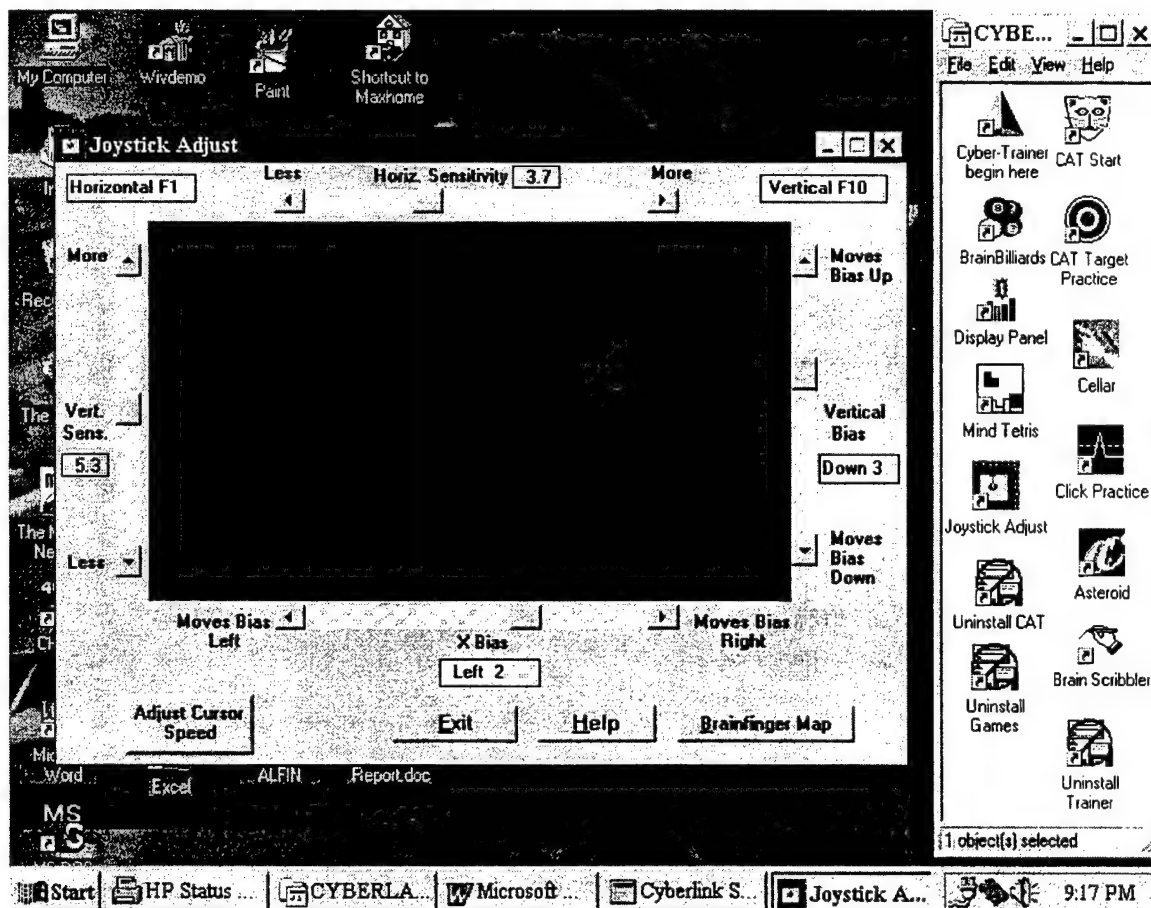 My Computer
Wivdemo
Paint
Shortcut to
Maxhome
Joystick Adjust
Horizontal F1
Less
Horiz. Sensitivity 3.7
More
Vertical F10
More
Moves
Bias Up
Vert.
Sens.
5.3
Vertical
Bias
Down 3
Less
Moves
Bias
Down
Moves Bias
Left
X Bias
Left 2
Moves Bias
Right
Adjust Cursor
Speed
Exit
Help
Brainfinger Map
Word
Excel
ALFIN
Report.doc
MS
CYBE...
File Edit View Help
Cyber-Trainer
begin here
CAT Start
BrainBilliards
CAT Target
Practice
Display Panel
Cellar
Mind Tetris
Click Practice
Joystick Adjust
Asteroid
Uninstall CAT
Brain Scribbler
Uninstall
Games
Uninstall
Trainer
1 object(s) selected
Start
HP Status ...
CYBERLA...
Microsoft ...
Cyberlink S...
Joystick A...
9:17 PM